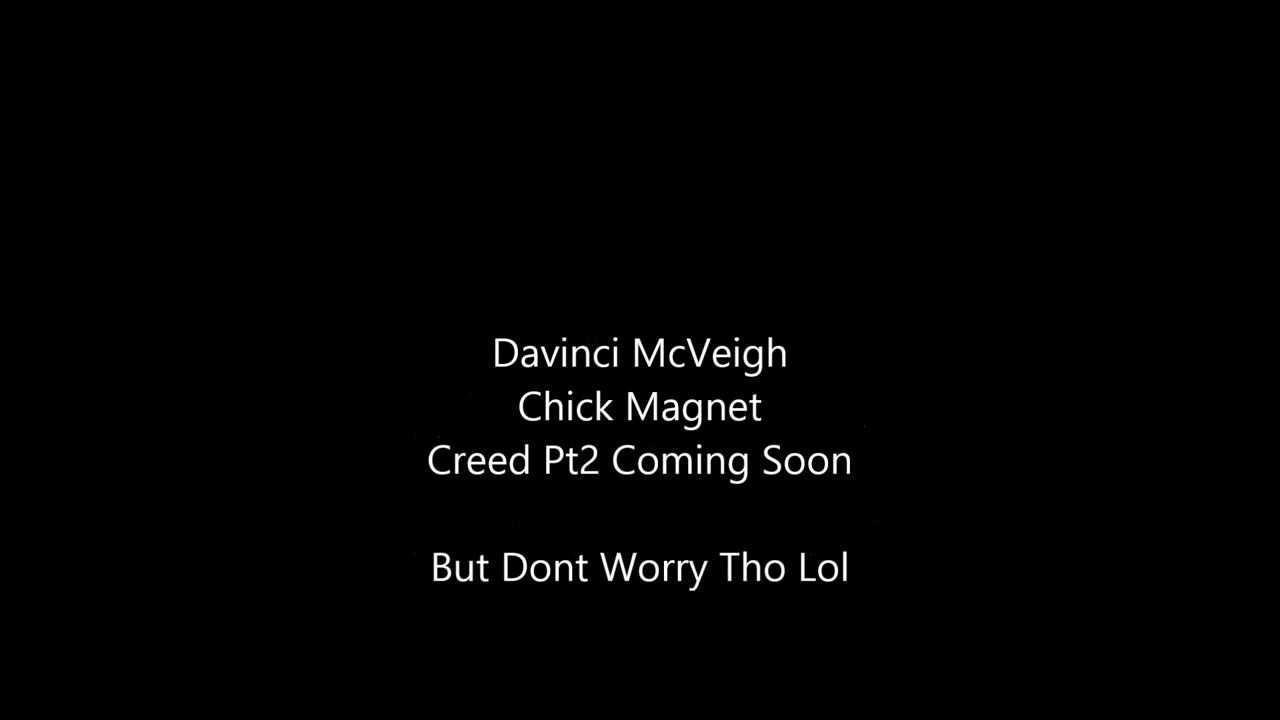 Davinci McVeigh
Chick Magnet
Creed Pt2 Coming Soon
But Dont Worry Tho Lol